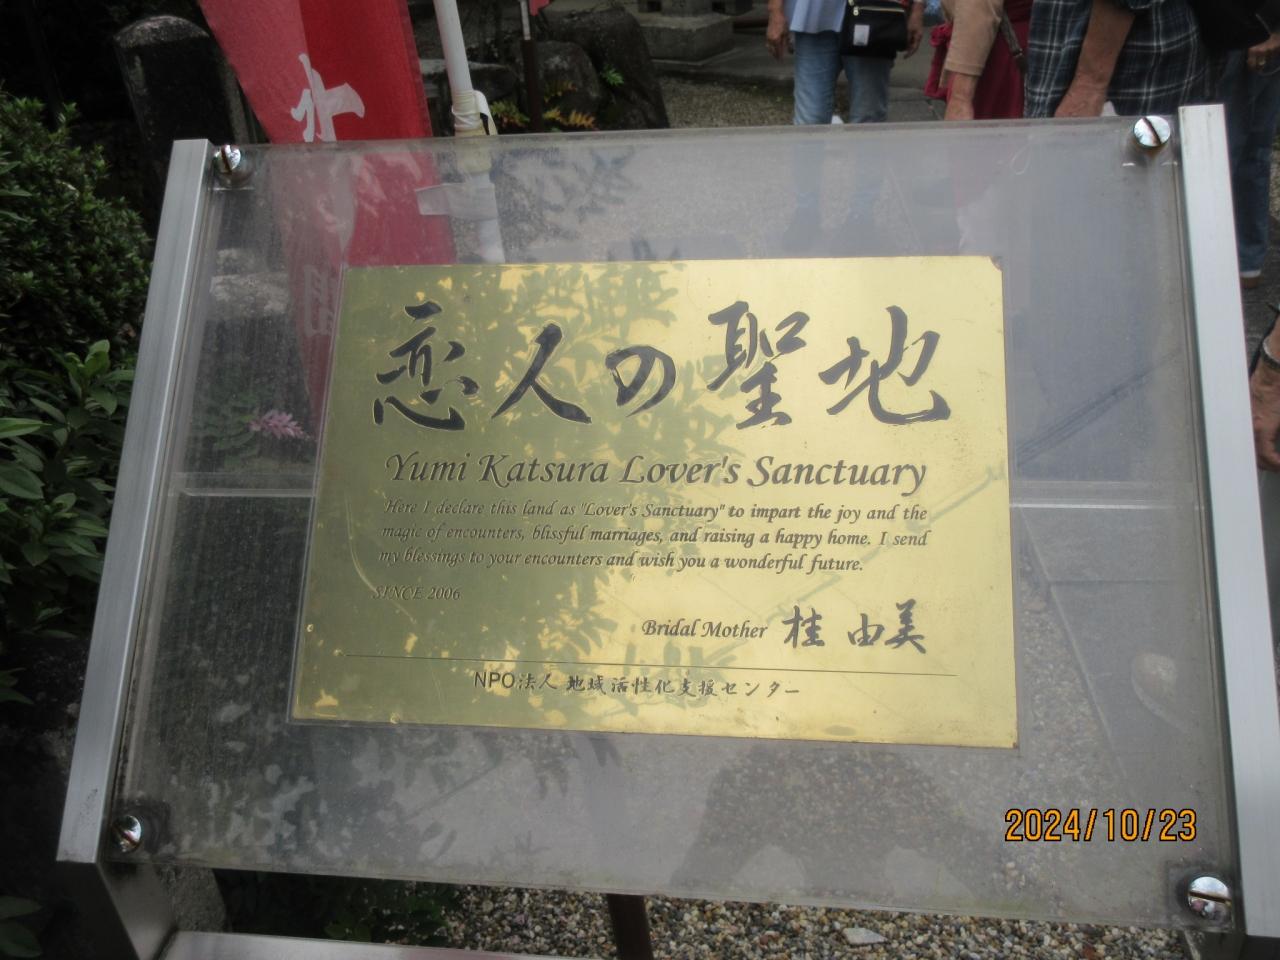 水
恋人の聖地
Yumi Katsura Lover's Sanctuary
Here I declare this land as "Lover's Sanctuary" to impart the joy and the
magic of encounters, blissful marriages, and raising a happy home. I send
my blessings to your encounters and wish you a wonderful future.
SINCE 2006
Bridal Mother 桂 由美
NPO法人 地域活性化支援センター
2024/10/23